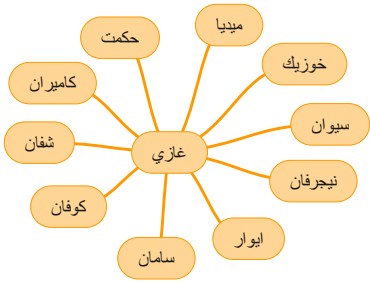 ميديا
حكمت
خوزيك
كاميران
سيوان
شفان
غازي
نيجرفان
كوفان
ايوار
سامان